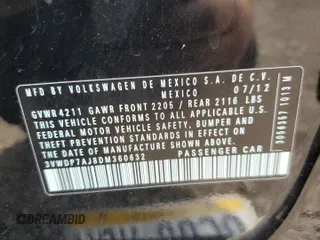 MFD BY VOLKSWAGEN DE MEXICO S.A. DE C.V.
MEXICO 07/12
GVWR4211 GAWR FRONT 2205 / REAR 2116 LBS
THIS VEHICLE CONFORMS TO ALL APPLICABLE
FEDERAL MOTOR VEHICLE SAFETY, BUMPER AND
THEFT PREVENTION STANDARDS IN EFFECT ON
THE DATE OF MANUFACTURE SHOWN ABOVE.
3VWDP7AJ8DM360632 PASSENGER CAR
1013 M
DREAMBID